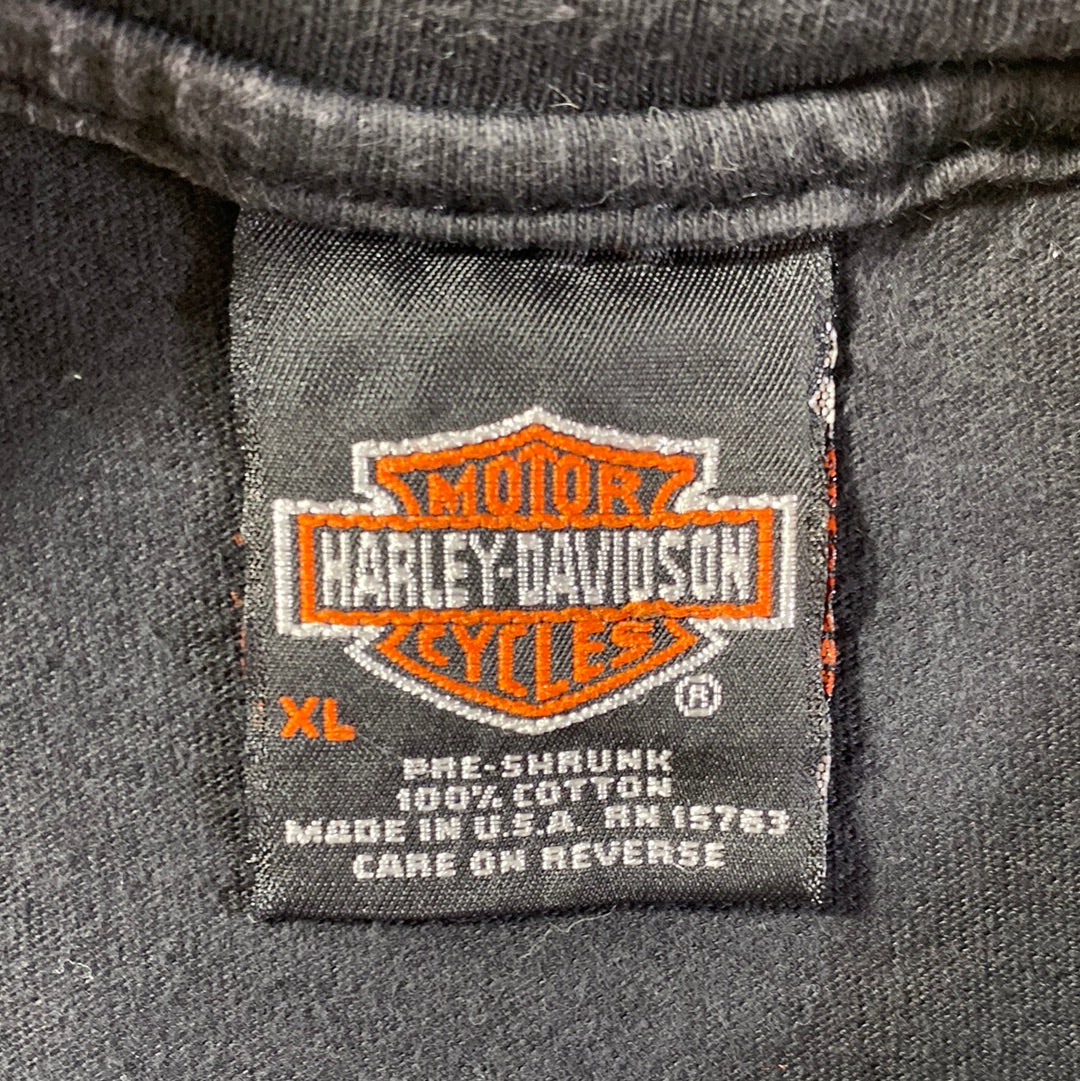 MOTOR
HARLEY-DAVIDSON
CYCLES
®
XL
PRE-SHRUNK
100% COTTON
MADE IN U.S.A. RN 15763
CARE ON REVERSE